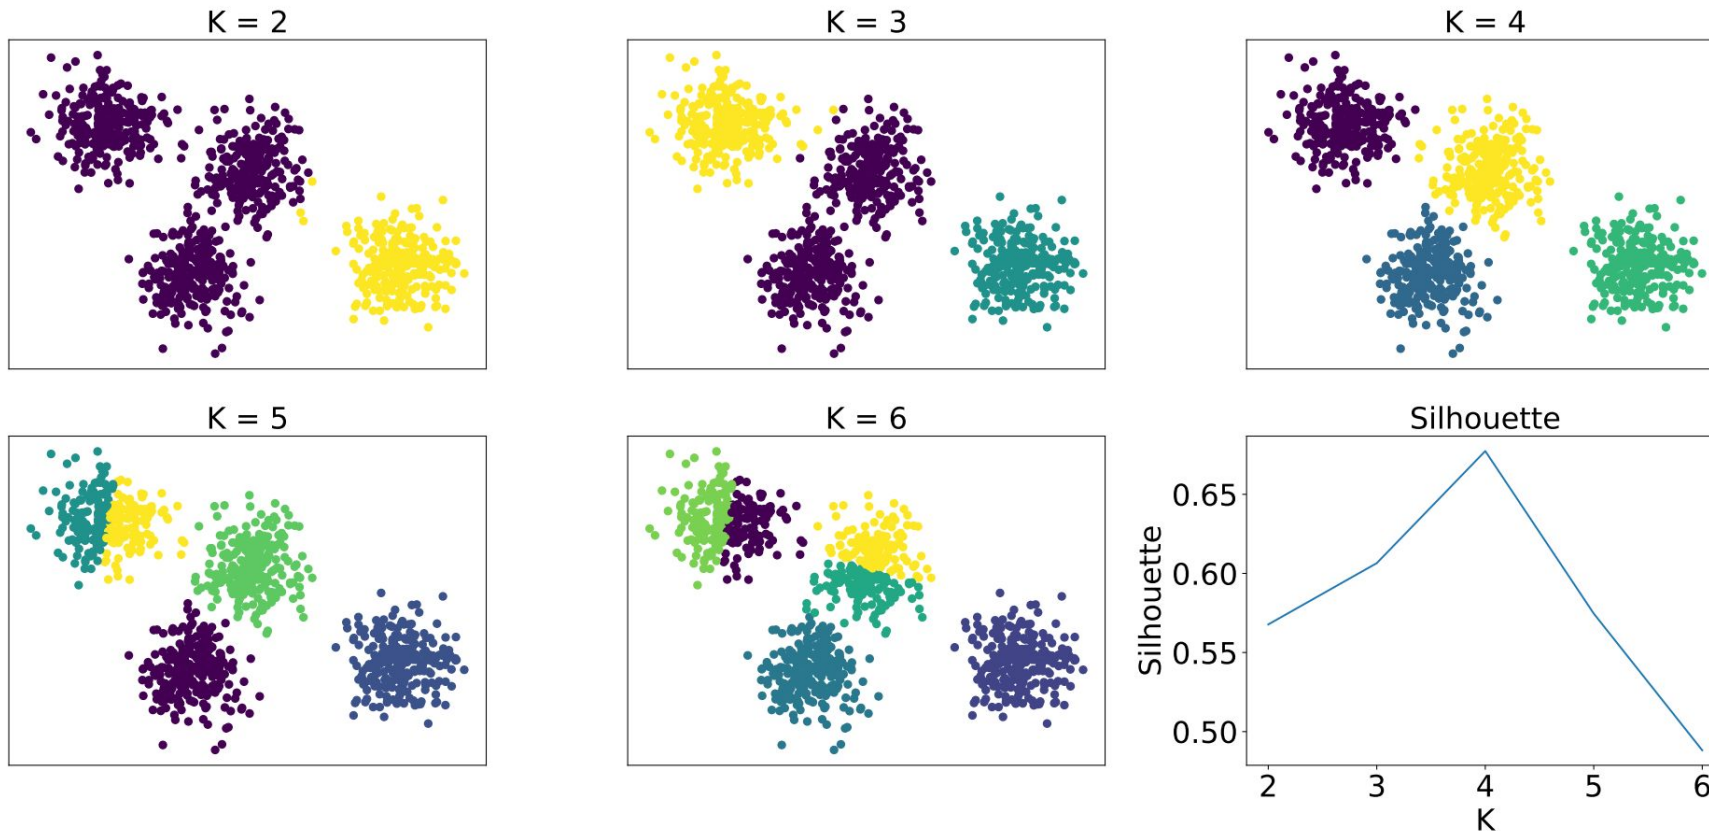 K = 2
K = 3
K = 4
K = 5
K = 6
Silhouette
Silhouette
0.65
0.60
0.55
0.50
2 3 4 5 6
K